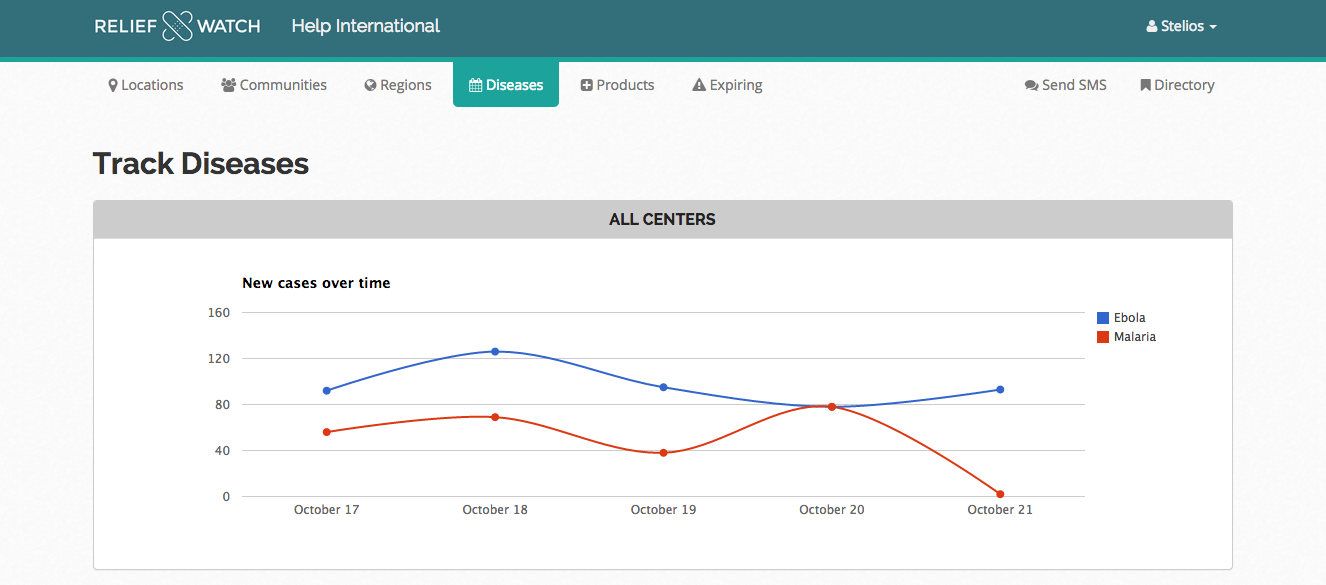 RELIEF WATCH Help International Stelios
Locations Communities Regions Diseases Products Expiring Send SMS Directory
Track Diseases
ALL CENTERS
New cases over time
160
Ebola
Malaria
120
80
40
0
October 17 October 18 October 19 October 20 October 21